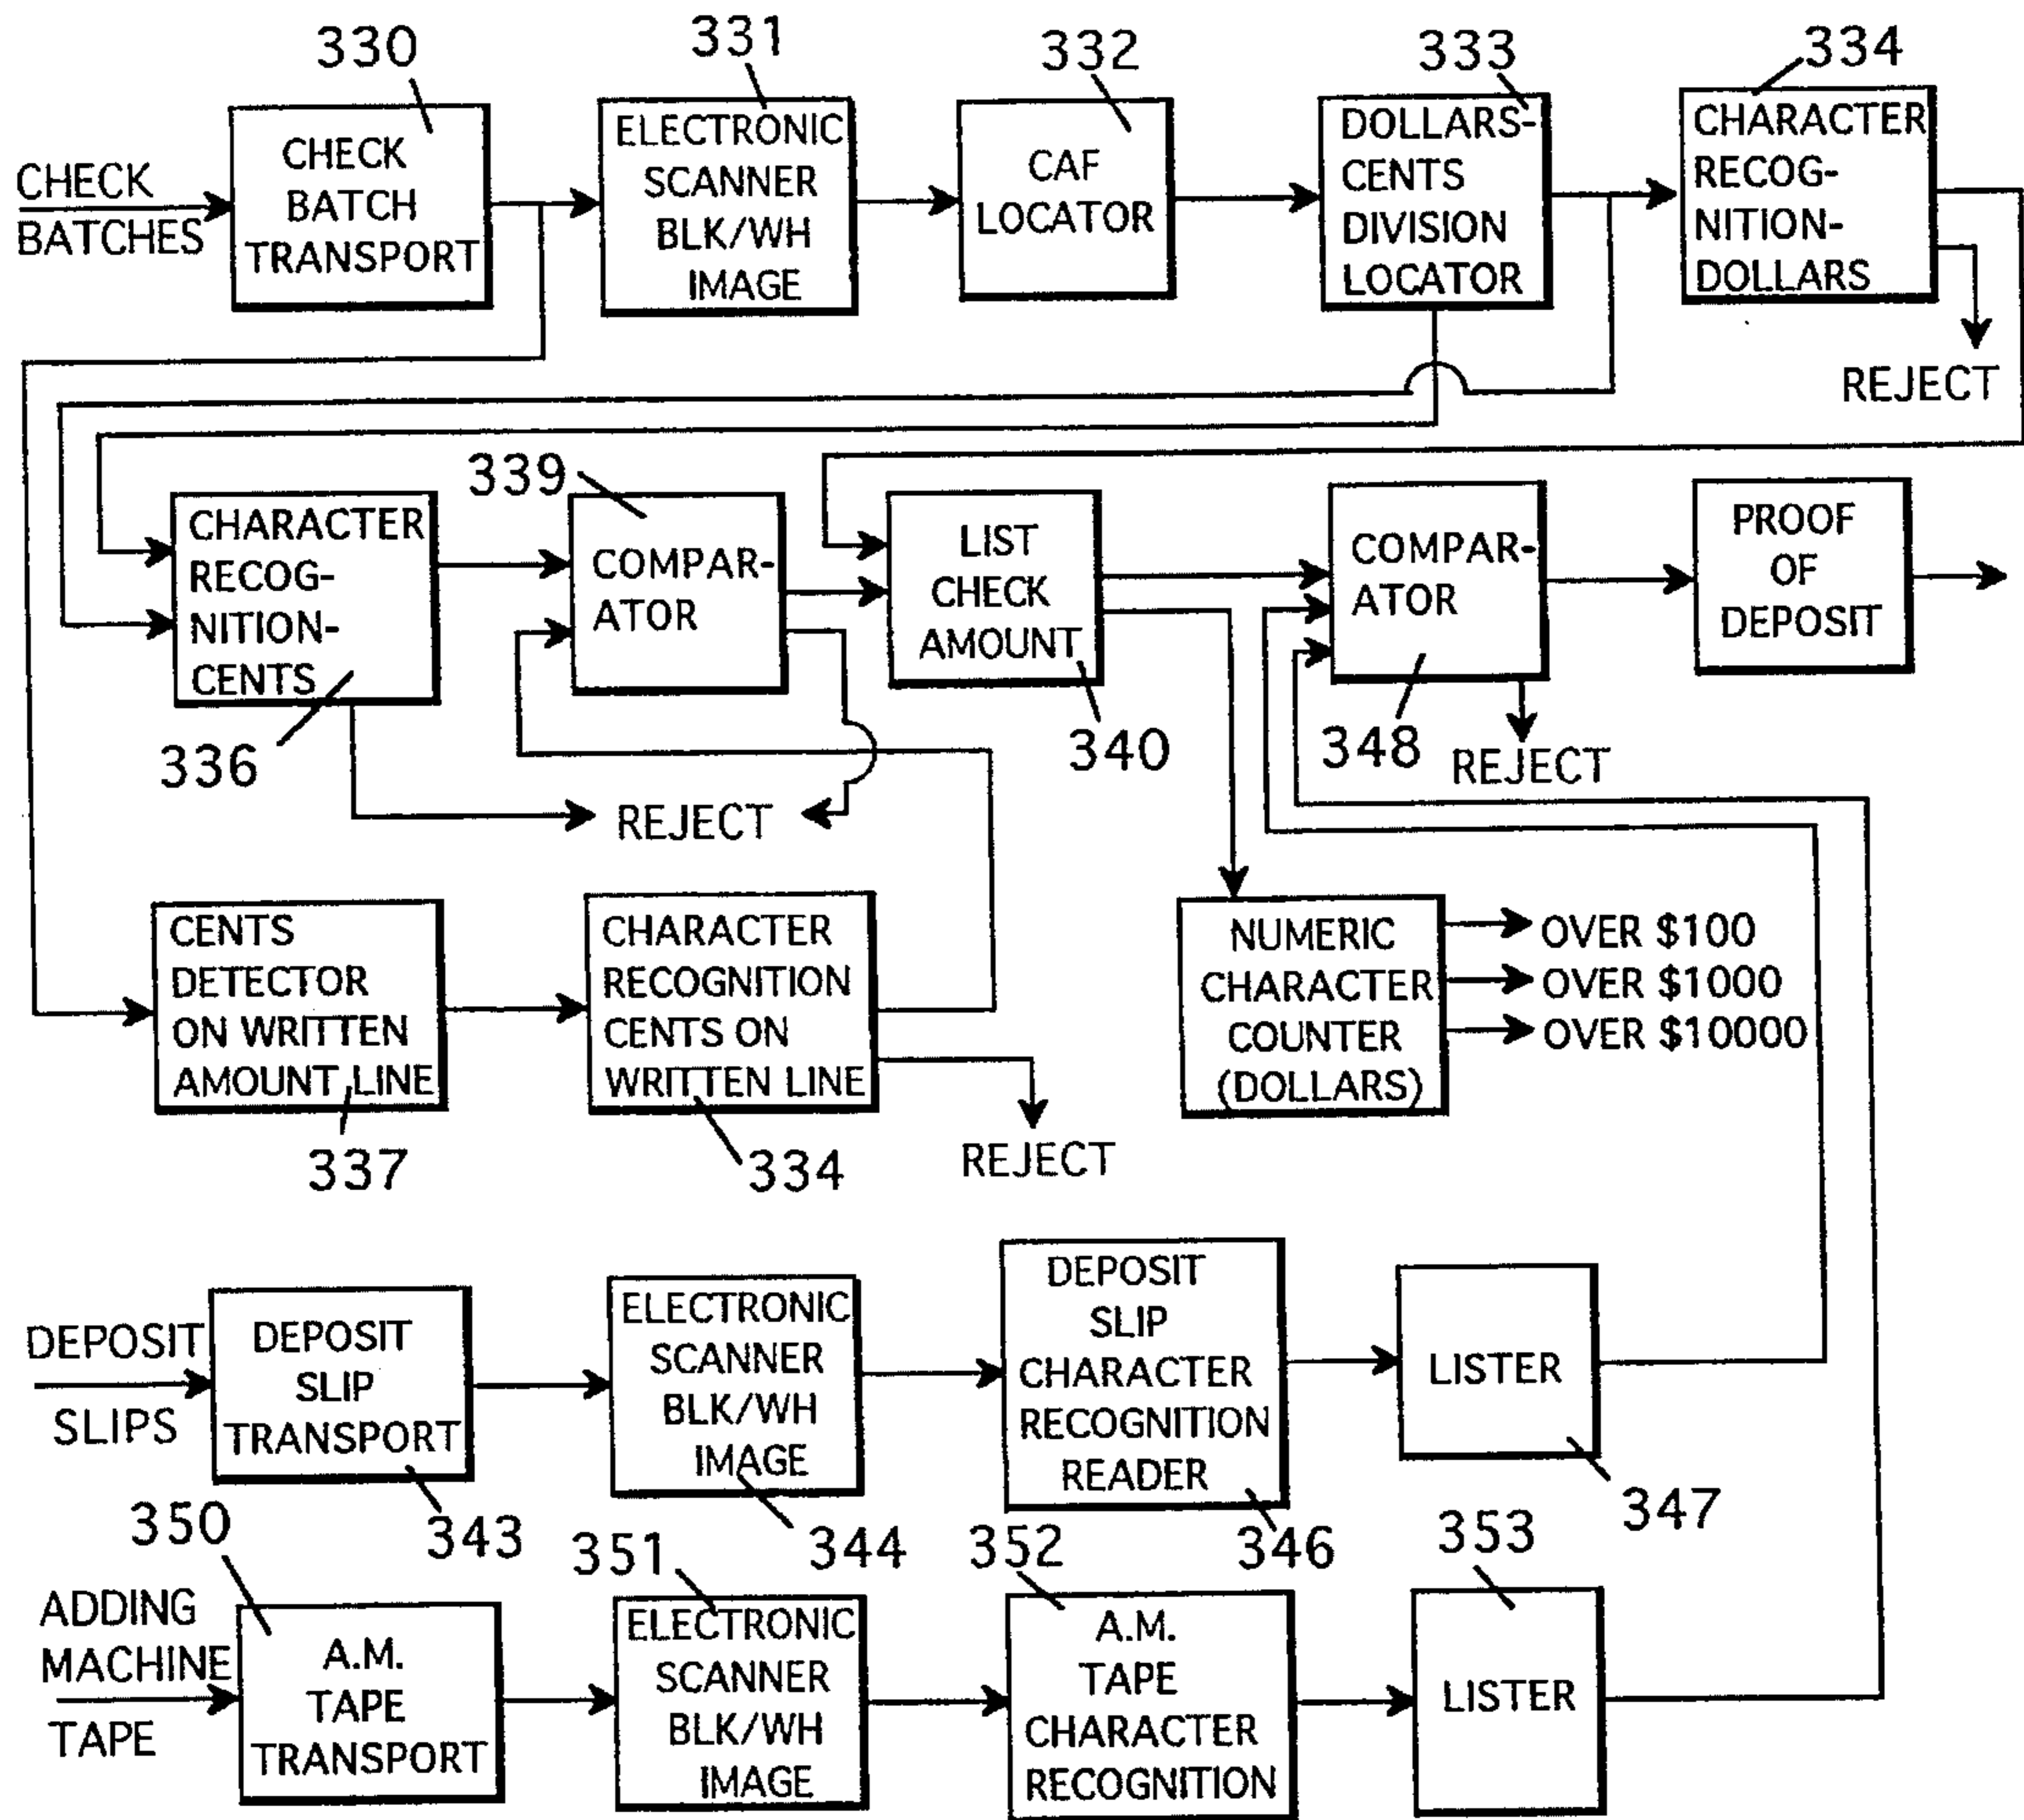 330
331
332
333
334
CHECK
BATCHES
CHECK
BATCH
TRANSPORT
ELECTRONIC
SCANNER
BLK/WH
IMAGE
CAF
LOCATOR
DOLLARS-
CENTS
DIVISION
LOCATOR
CHARACTER
RECOG-
NITION-
DOLLARS
REJECT
339
CHARACTER
RECOG-
NITION-
CENTS
336
COMPAR-
ATOR
LIST
CHECK
AMOUNT
340
COMPAR-
ATOR
348
REJECT
PROOF
OF
DEPOSIT
REJECT
CENTS
DETECTOR
ON WRITTEN
AMOUNT LINE
337
CHARACTER
RECOGNITION
CENTS ON
WRITTEN LINE
334
REJECT
NUMERIC
CHARACTER
COUNTER
(DOLLARS)
OVER $100
OVER $1000
OVER $10000
DEPOSIT
SLIPS
DEPOSIT
SLIP
TRANSPORT
343
ELECTRONIC
SCANNER
BLK/WH
IMAGE
344
DEPOSIT
SLIP
CHARACTER
RECOGNITION
READER
346
LISTER
347
350
351
352
353
ADDING
MACHINE
TAPE
A.M.
TAPE
TRANSPORT
ELECTRONIC
SCANNER
BLK/WH
IMAGE
A.M.
TAPE
CHARACTER
RECOGNITION
LISTER